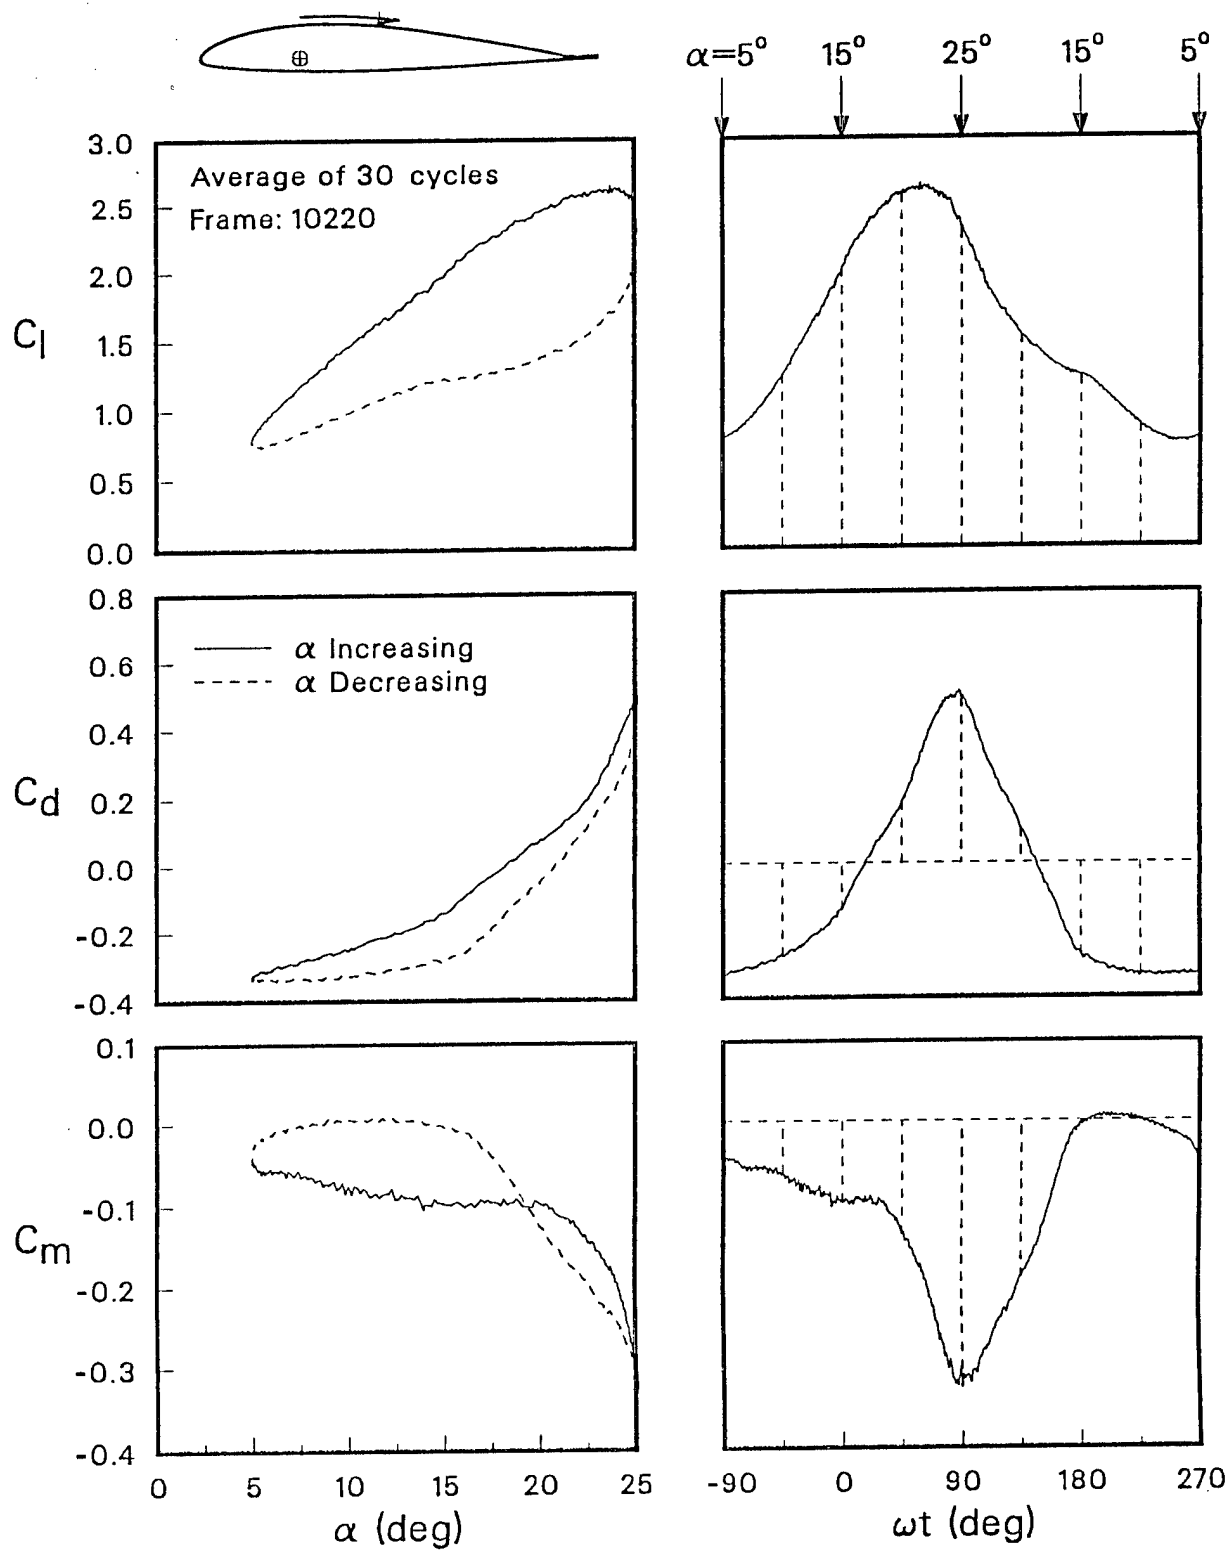 α=5° 15° 25° 15° 5°
Average of 30 cycles
Frame: 10220
3.0
2.5
2.0
1.5
1.0
0.5
0.0
Cl
α Increasing
α Decreasing
0.8
0.6
0.4
0.2
0.0
-0.2
-0.4
Cd
0.1
0.0
-0.1
-0.2
-0.3
-0.4
Cm
0 5 10 15 20 25
α (deg)
-90 0 90 180 270
ωt (deg)